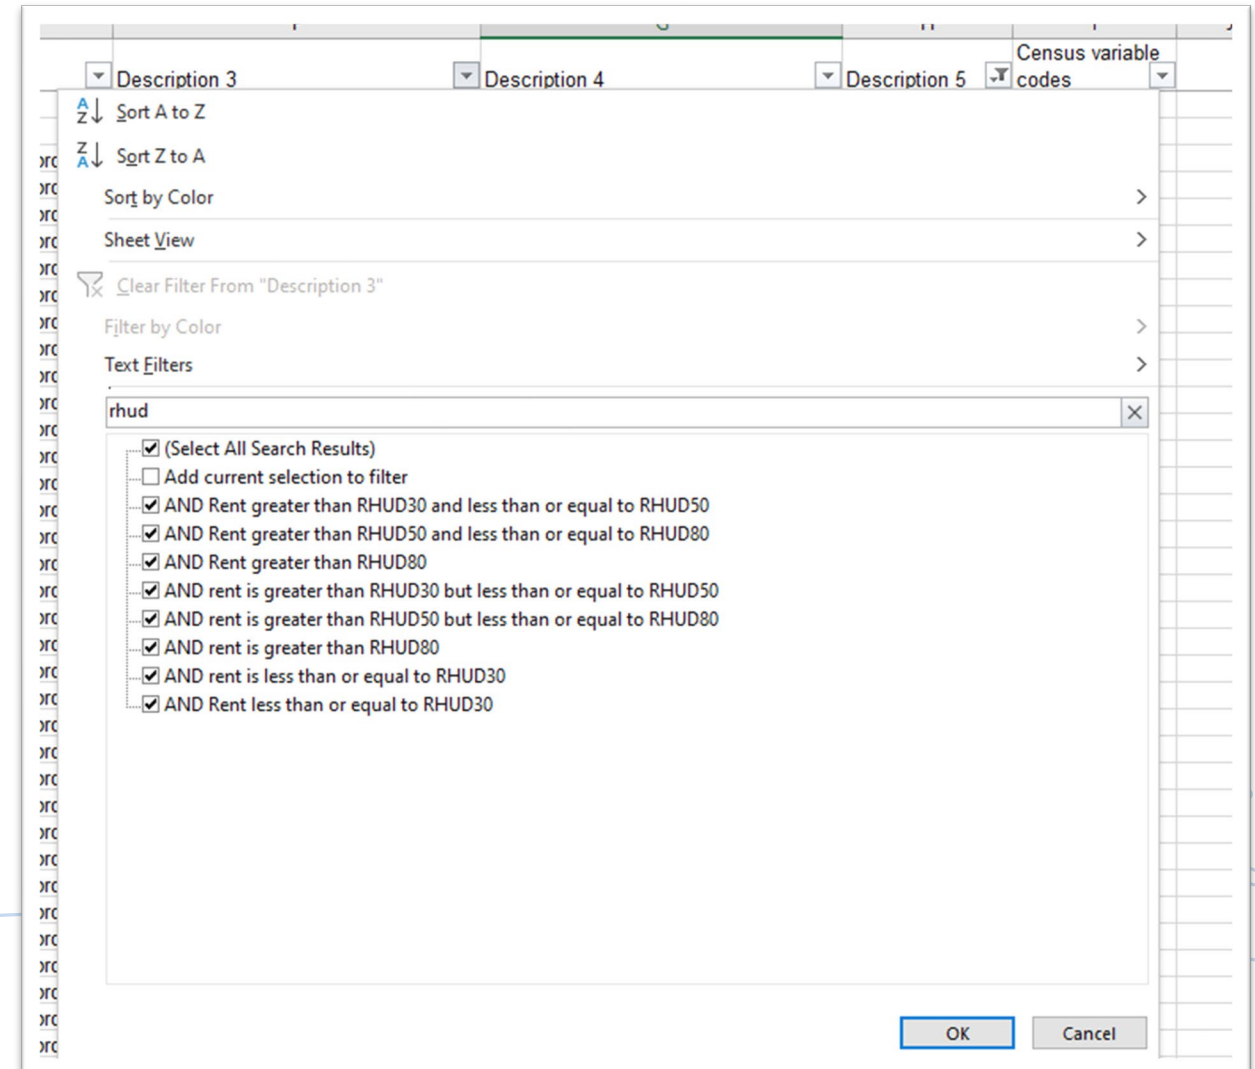 Census variable
Description 3 Description 4 Description 5 codes
Sort A to Z
Sort Z to A
Sort by Color
Sheet View
Clear Filter From "Description 3"
Filter by Color
Text Filters
rhud
(Select All Search Results)
Add current selection to filter
AND Rent greater than RHUD30 and less than or equal to RHUD50
AND Rent greater than RHUD50 and less than or equal to RHUD80
AND Rent greater than RHUD80
AND rent is greater than RHUD30 but less than or equal to RHUD50
AND rent is greater than RHUD50 but less than or equal to RHUD80
AND rent is greater than RHUD80
AND rent is less than or equal to RHUD30
AND Rent less than or equal to RHUD30
OK Cancel